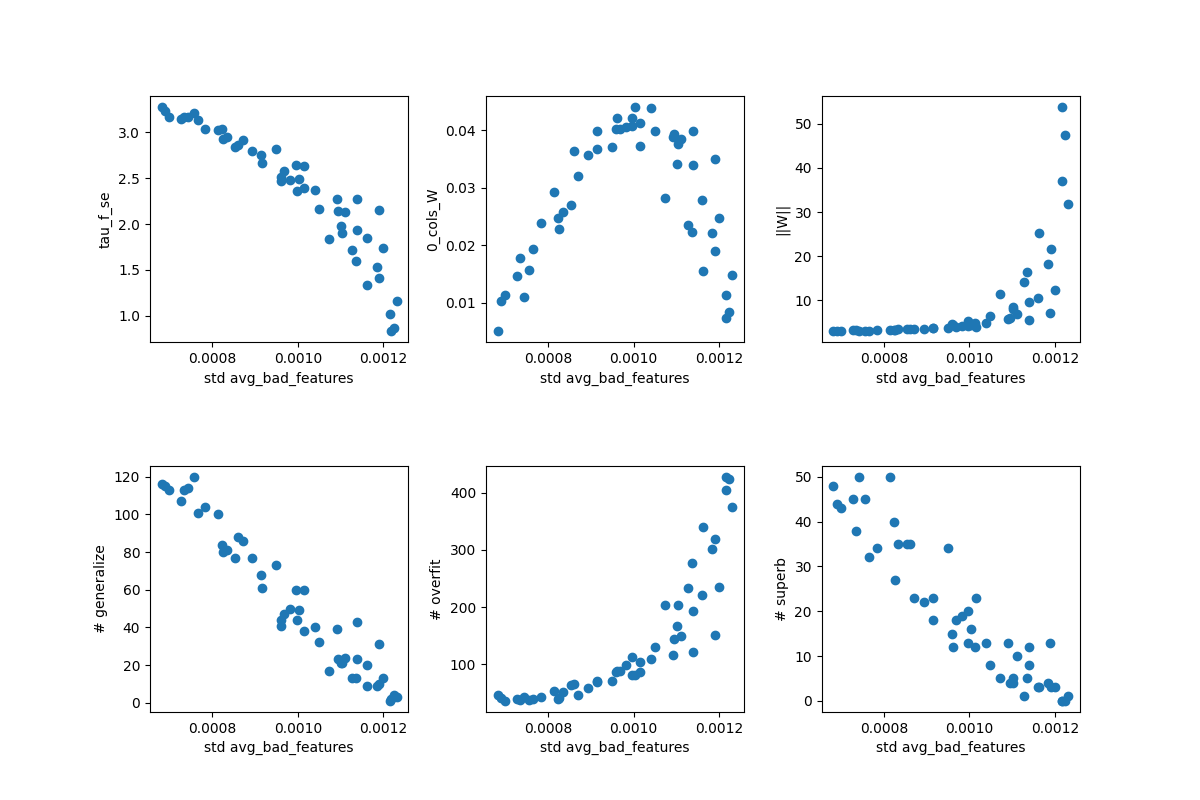 tau_f_se
3.0
2.5
2.0
1.5
1.0
0.0008 0.0010 0.0012
std avg_bad_features
0_cols_W
0.04
0.03
0.02
0.01
0.0008 0.0010 0.0012
std avg_bad_features
||W||
50
40
30
20
10
0.0008 0.0010 0.0012
std avg_bad_features
# generalize
120
100
80
60
40
20
0
0.0008 0.0010 0.0012
std avg_bad_features
# overfit
400
300
200
100
0.0008 0.0010 0.0012
std avg_bad_features
# superb
50
40
30
20
10
0
0.0008 0.0010 0.0012
std avg_bad_features